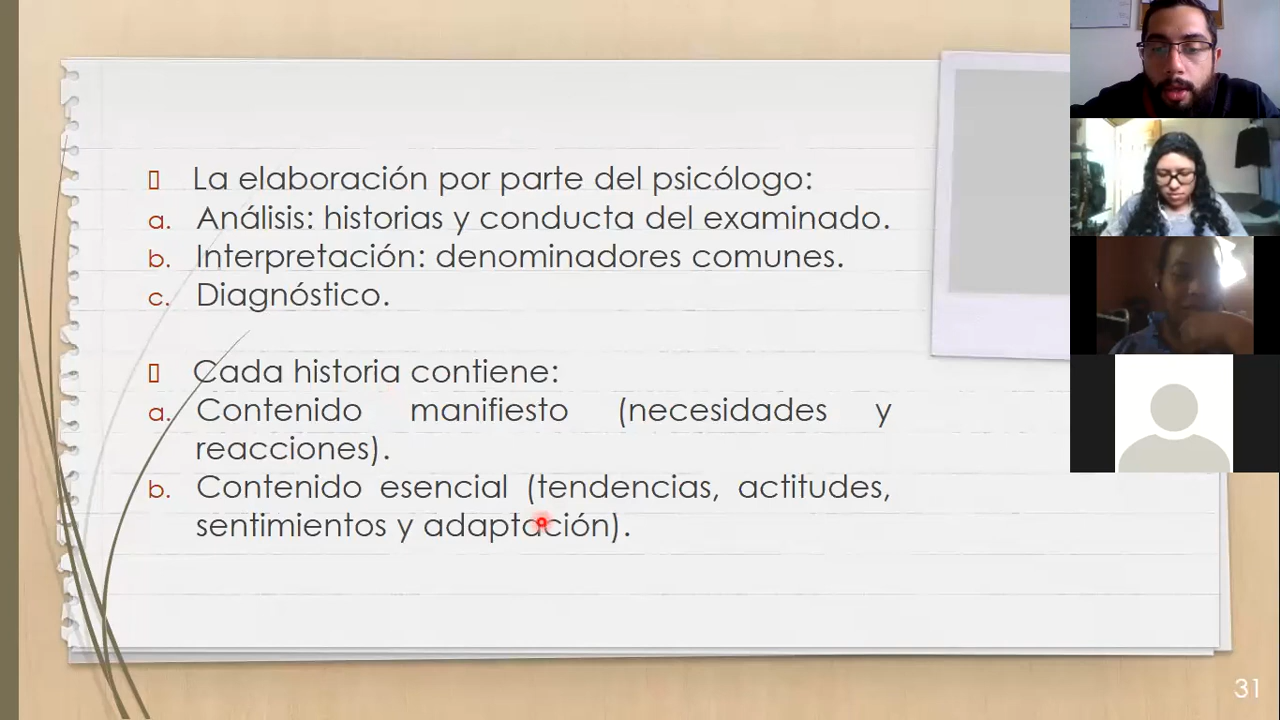 La elaboración por parte del psicólogo:
a. Análisis: historias y conducta del examinado.
b. Interpretación: denominadores comunes.
c. Diagnóstico.
Cada historia contiene:
a. Contenido manifiesto (necesidades y
reacciones).
b. Contenido esencial (tendencias, actitudes,
sentimientos y adaptación).
31